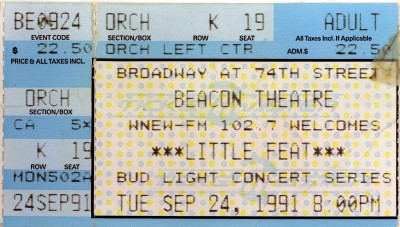 BE0924 ORCH K 19 ADULT
EVENT CODE SECTION/BOX ROW SEAT All Taxes Incl. If Applicable
$ 22.50 ORCH LEFT CTR ADM.$ 22.50
PRICE & ALL TAXES INCL.
BROADWAY AT 74TH STREET
ORCH BEACON THEATRE
SECTION/BOX
CA 5× WNEW-FM 102.7 WELCOMES
K 19 ***LITTLE FEAT***
ROW SEAT
MON502A BUD LIGHT CONCERT SERIES
24SEP91 TUE SEP 24, 1991 8:00PM